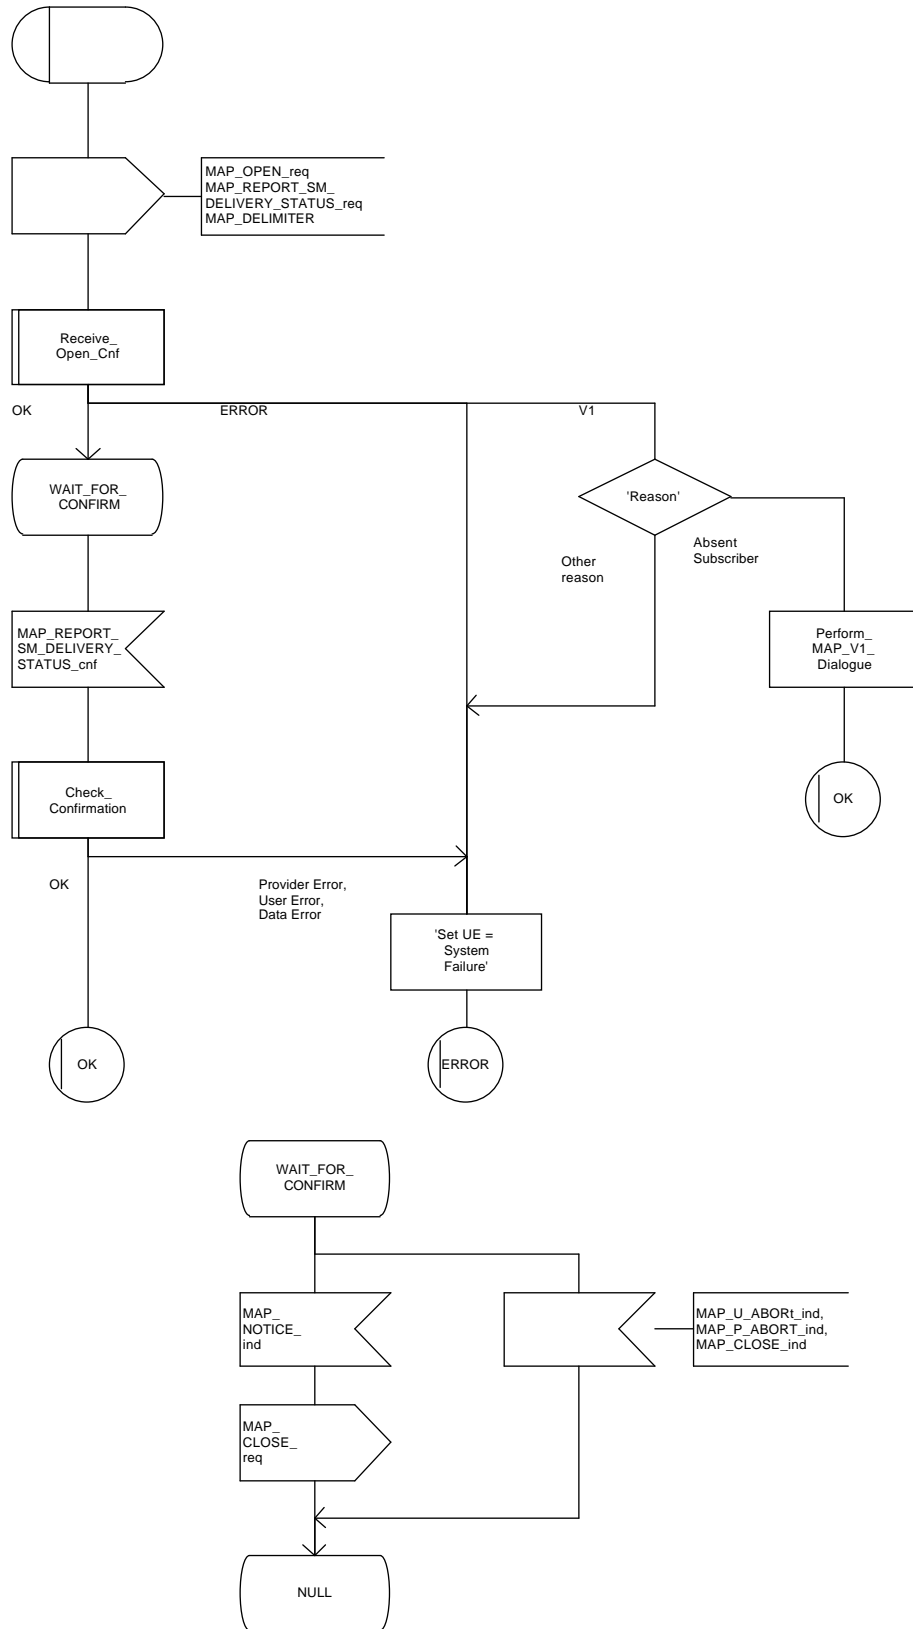 MAP_OPEN_req
MAP_REPORT_SM_
DELIVERY_STATUS_req
MAP_DELIMITER
Receive_
Open_Cnf
OK
ERROR
V1
WAIT_FOR_
CONFIRM
'Reason'
Other
reason
Absent
Subscriber
MAP_REPORT_
SM_DELIVERY_
STATUS_cnf
Perform_
MAP_V1_
Dialogue
Check_
Confirmation
OK
OK
Provider Error,
User Error,
Data Error
'Set UE =
System
Failure'
OK
ERROR
WAIT_FOR_
CONFIRM
MAP_
NOTICE_
ind
MAP_U_ABORt_ind,
MAP_P_ABORT_ind,
MAP_CLOSE_ind
MAP_
CLOSE_
req
NULL